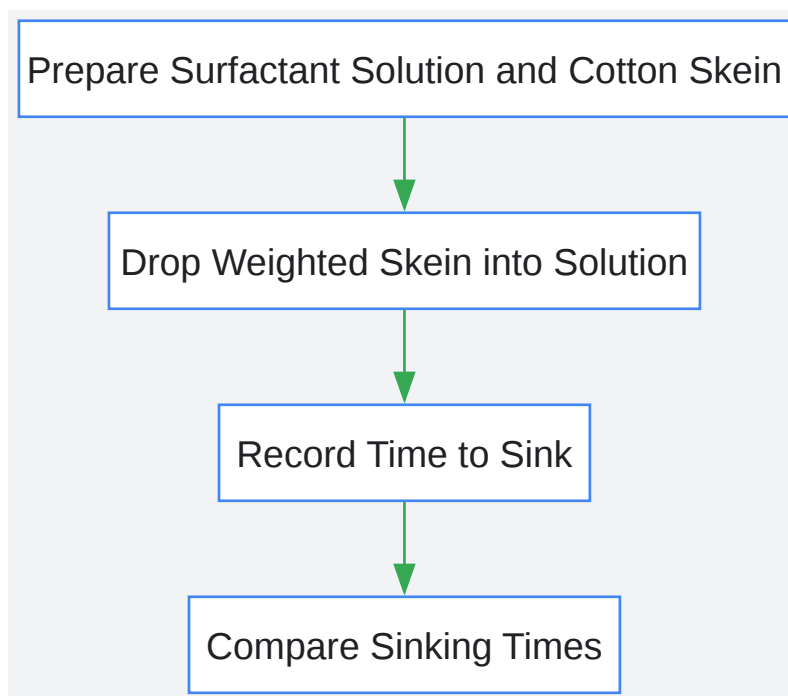 Prepare Surfactant Solution and Cotton Skein
Drop Weighted Skein into Solution
Record Time to Sink
Compare Sinking Times